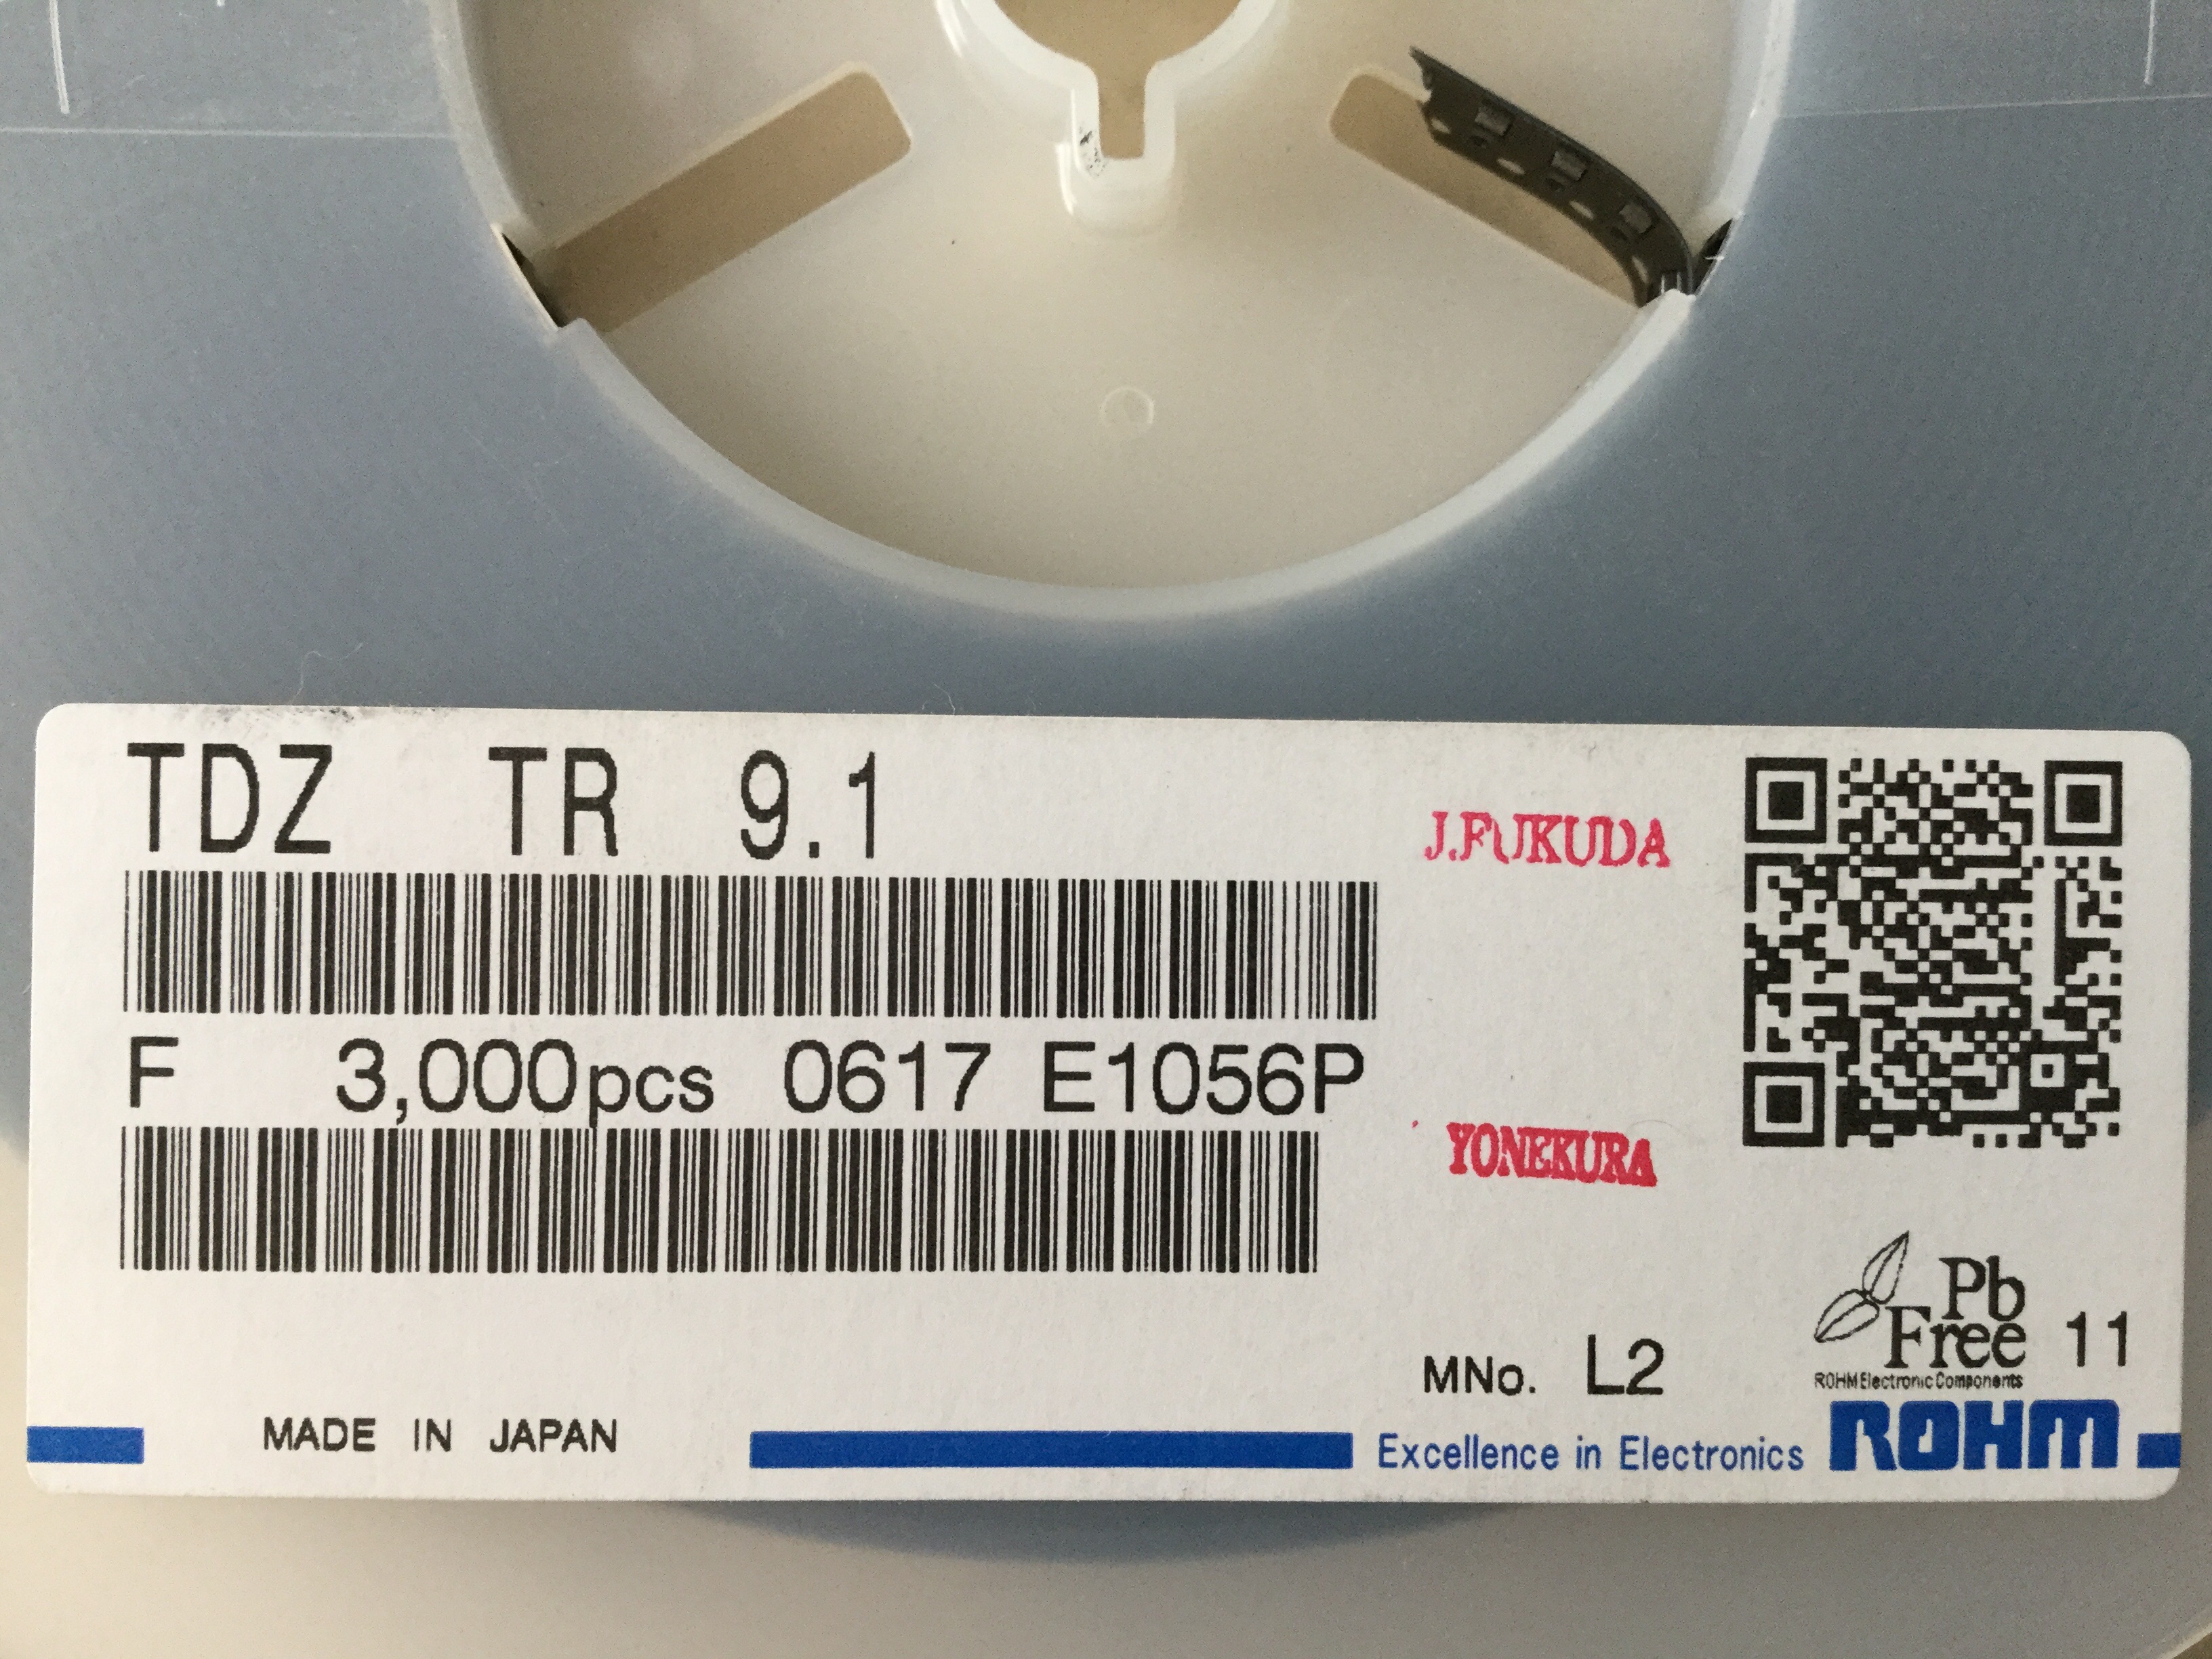 TDZ TR 9.1
J.FUKUDA
F 3,000pcs 0617 E1056P
YONEKURA
Pb
Free 11
ROHM Electronic Components
MNo. L2
MADE IN JAPAN
Excellence in Electronics ROHM